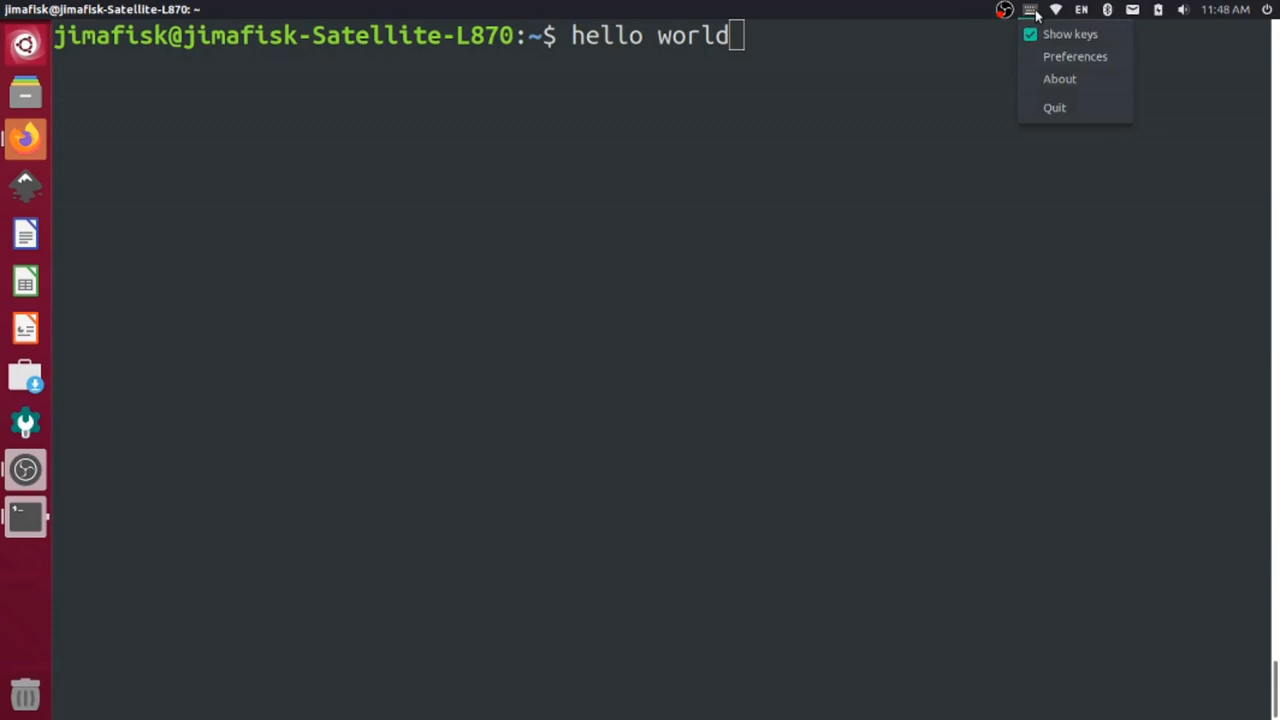 jimafisk@jimafisk-Satellite-L870: ~
EN
11:48 AM
jimafisk@jimafisk-Satellite-L870:~$ hello world
Show keys
Preferences
About
Quit